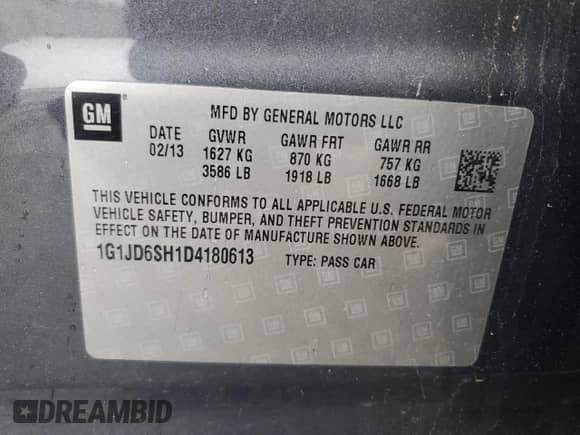 GM
MFD BY GENERAL MOTORS LLC
DATE GVWR GAWR FRT GAWR RR
02/13 1627 KG 870 KG 757 KG
3586 LB 1918 LB 1668 LB
THIS VEHICLE CONFORMS TO ALL APPLICABLE U.S. FEDERAL MOTOR
VEHICLE SAFETY, BUMPER, AND THEFT PREVENTION STANDARDS IN
EFFECT ON THE DATE OF MANUFACTURE SHOWN ABOVE.
1G1JD6SH1D4180613 TYPE: PASS CAR
DREAMBID